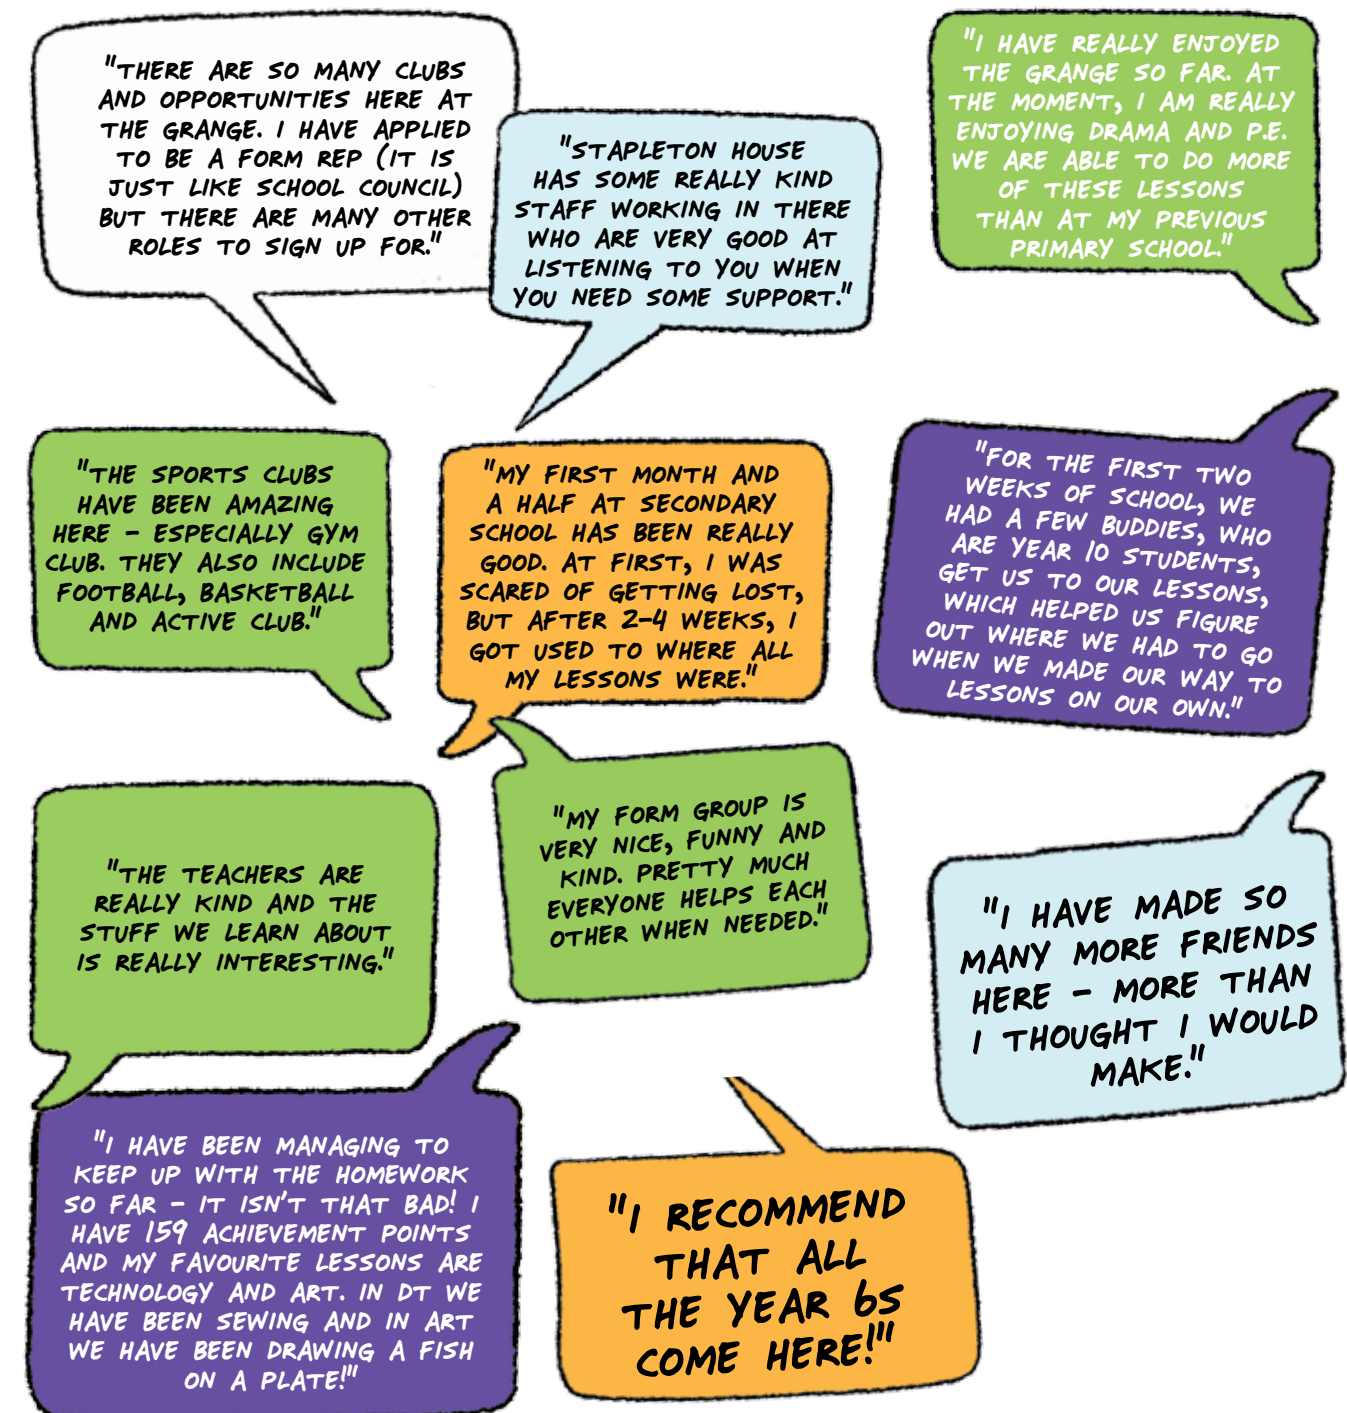 "THERE ARE SO MANY CLUBS
AND OPPORTUNITIES HERE AT
THE GRANGE. I HAVE APPLIED
TO BE A FORM REP (IT IS
JUST LIKE SCHOOL COUNCIL)
BUT THERE ARE MANY OTHER
ROLES TO SIGN UP FOR."
"STAPLETON HOUSE
HAS SOME REALLY KIND
STAFF WORKING IN THERE
WHO ARE VERY GOOD AT
LISTENING TO YOU WHEN
YOU NEED SOME SUPPORT."
"I HAVE REALLY ENJOYED
THE GRANGE SO FAR. AT
THE MOMENT, I AM REALLY
ENJOYING DRAMA AND P.E.
WE ARE ABLE TO DO MORE
OF THESE LESSONS
THAN AT MY PREVIOUS
PRIMARY SCHOOL."
"THE SPORTS CLUBS
HAVE BEEN AMAZING
HERE - ESPECIALLY GYM
CLUB. THEY ALSO INCLUDE
FOOTBALL, BASKETBALL
AND ACTIVE CLUB."
"MY FIRST MONTH AND
A HALF AT SECONDARY
SCHOOL HAS BEEN REALLY
GOOD. AT FIRST, I WAS
SCARED OF GETTING LOST,
BUT AFTER 2-4 WEEKS, I
GOT USED TO WHERE ALL
MY LESSONS WERE."
"FOR THE FIRST TWO
WEEKS OF SCHOOL, WE
HAD A FEW BUDDIES, WHO
ARE YEAR 10 STUDENTS,
GET US TO OUR LESSONS,
WHICH HELPED US FIGURE
OUT WHERE WE HAD TO GO
WHEN WE MADE OUR WAY TO
LESSONS ON OUR OWN."
"THE TEACHERS ARE
REALLY KIND AND THE
STUFF WE LEARN ABOUT
IS REALLY INTERESTING."
"MY FORM GROUP IS
VERY NICE, FUNNY AND
KIND. PRETTY MUCH
EVERYONE HELPS EACH
OTHER WHEN NEEDED."
"I HAVE MADE SO
MANY MORE FRIENDS
HERE - MORE THAN
I THOUGHT I WOULD
MAKE."
"I HAVE BEEN MANAGING TO
KEEP UP WITH THE HOMEWORK
SO FAR - IT ISN'T THAT BAD! I
HAVE 159 ACHIEVEMENT POINTS
AND MY FAVOURITE LESSONS ARE
TECHNOLOGY AND ART. IN DT WE
HAVE BEEN SEWING AND IN ART
WE HAVE BEEN DRAWING A FISH
ON A PLATE!"
"I RECOMMEND
THAT ALL
THE YEAR 6S
COME HERE!"